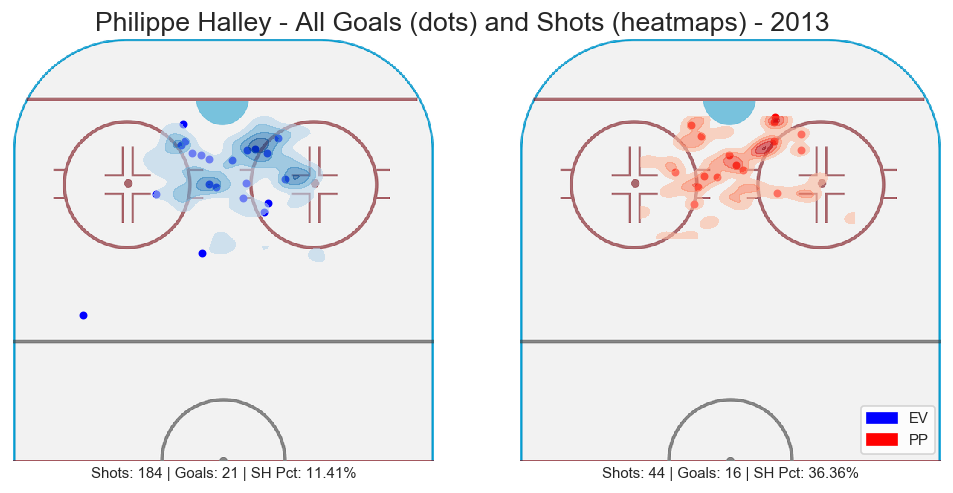 Philippe Halley - All Goals (dots) and Shots (heatmaps) - 2013
EV
PP
Shots: 184 | Goals: 21 | SH Pct: 11.41%
Shots: 44 | Goals: 16 | SH Pct: 36.36%